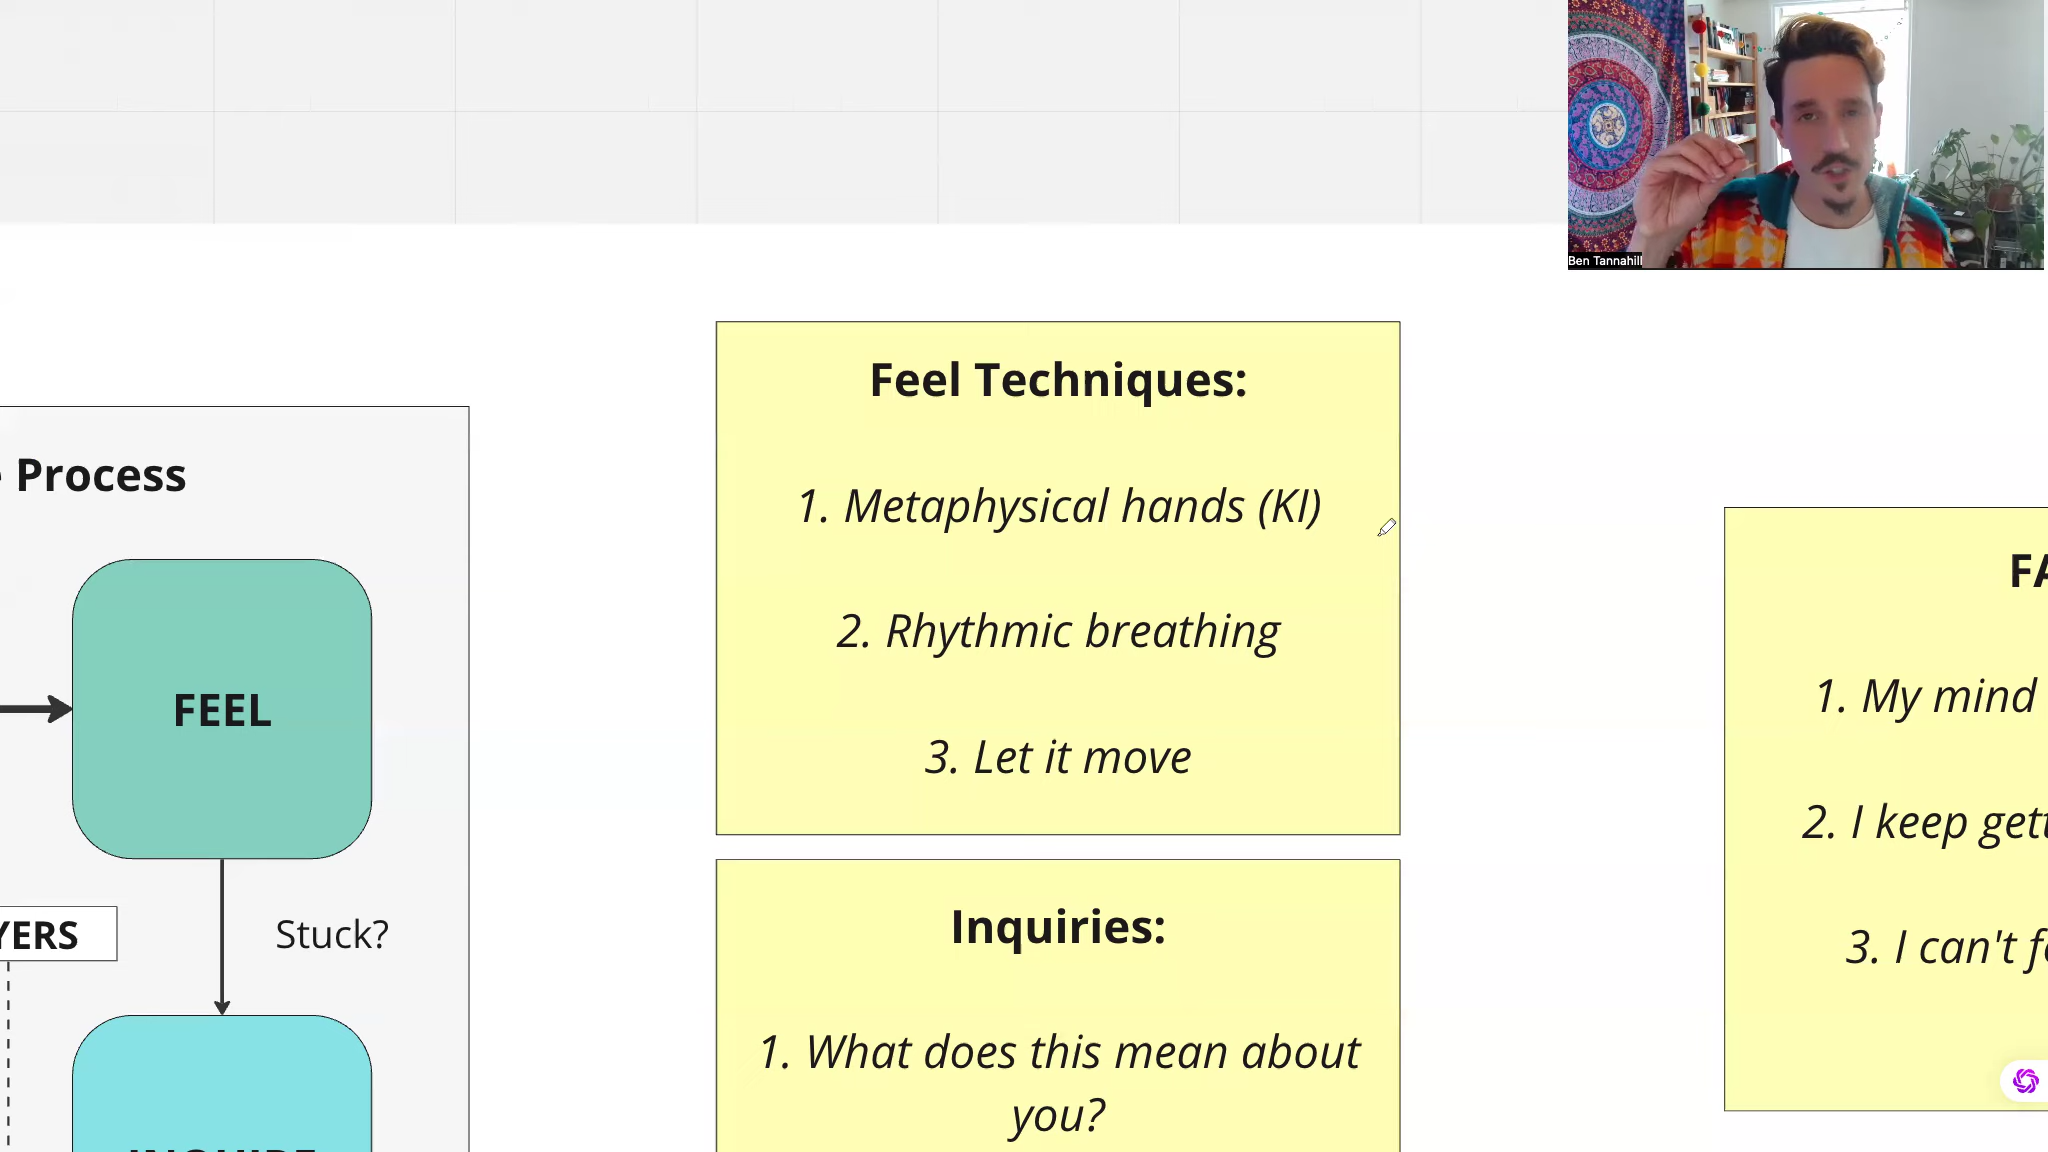 Ben Tannahill
Process
FEEL
YERS
Stuck?
Feel Techniques:
1. Metaphysical hands (KI)
2. Rhythmic breathing
3. Let it move
Inquiries:
1. What does this mean about
you?
FA
1. My mind
2. I keep gett
3. I can't f